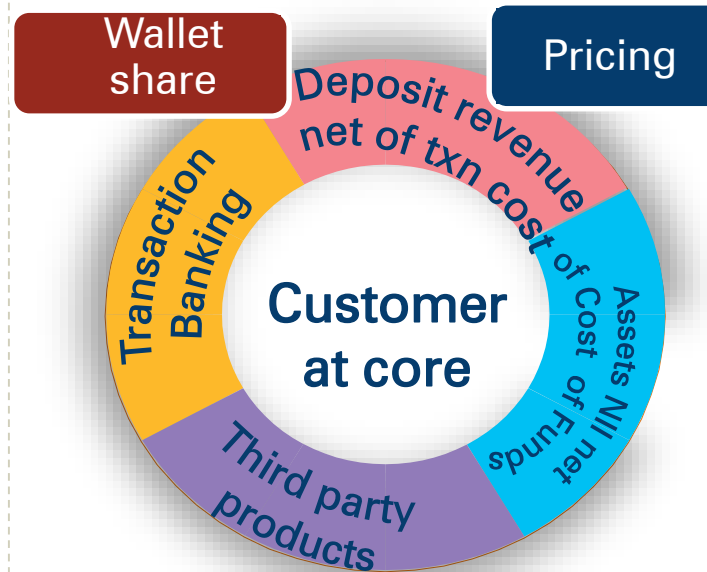 Wallet
share
Pricing
Deposit revenue
net of txn cost
Assets NII net
of Cost of Funds
Third party
products
Transaction
Banking
Customer
at core